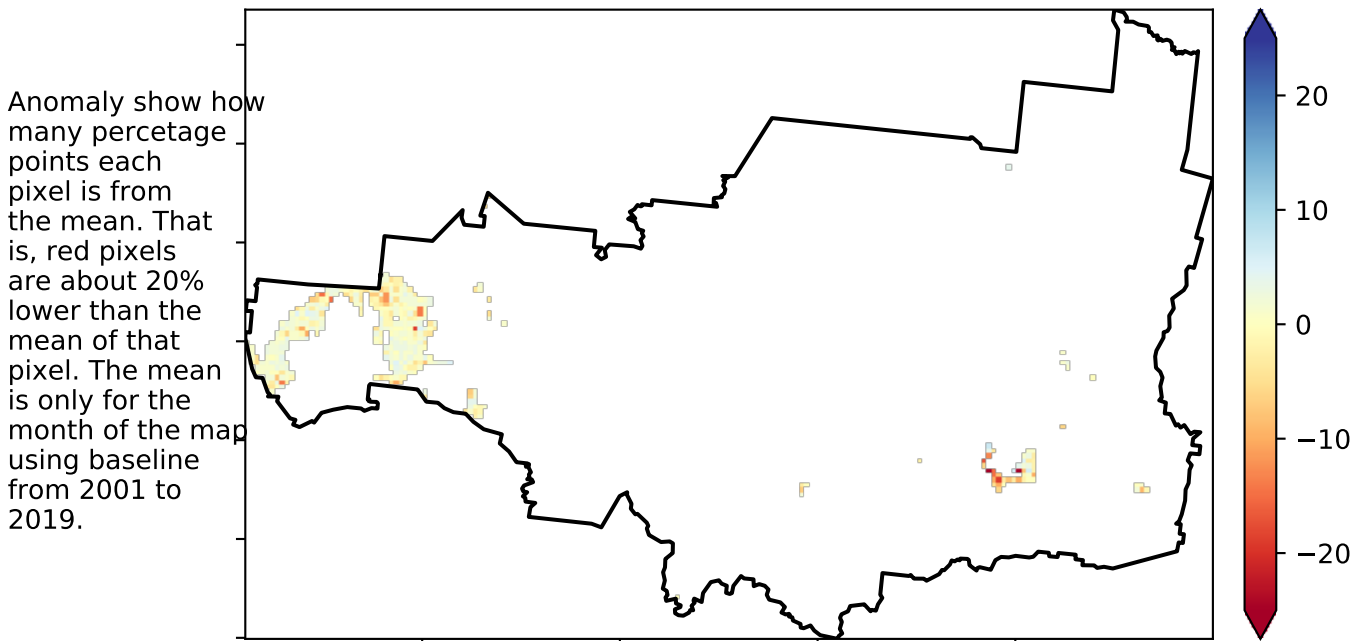 Anomaly show how
many percetage
points each
pixel is from
the mean. That
is, red pixels
are about 20%
lower than the
mean of that
pixel. The mean
is only for the
month of the map
using baseline
from 2001 to
2019.
20
10
0
−10
−20